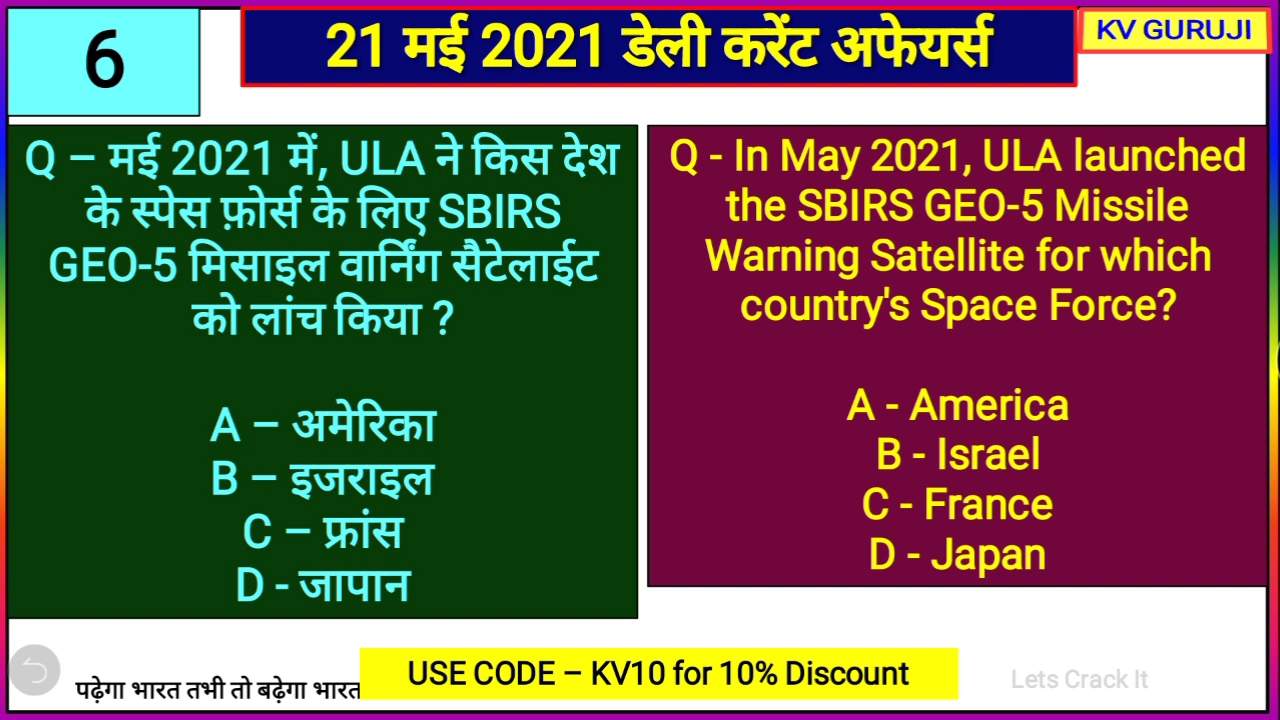 6
21 मई 2021 डेली करेंट अफेयर्स
KV GURUJI
Q – मई 2021 में, ULA ने किस देश
के स्पेस फ़ोर्स के लिए SBIRS
GEO-5 मिसाइल वार्निंग सैटेलाईट
को लांच किया ?
A – अमेरिका
B – इजराइल
C – फ्रांस
D - जापान
Q - In May 2021, ULA launched
the SBIRS GEO-5 Missile
Warning Satellite for which
country's Space Force?
A - America
B - Israel
C - France
D - Japan
पढ़ेगा भारत तभी तो बढ़ेगा भारत
USE CODE – KV10 for 10% Discount
Lets Crack It